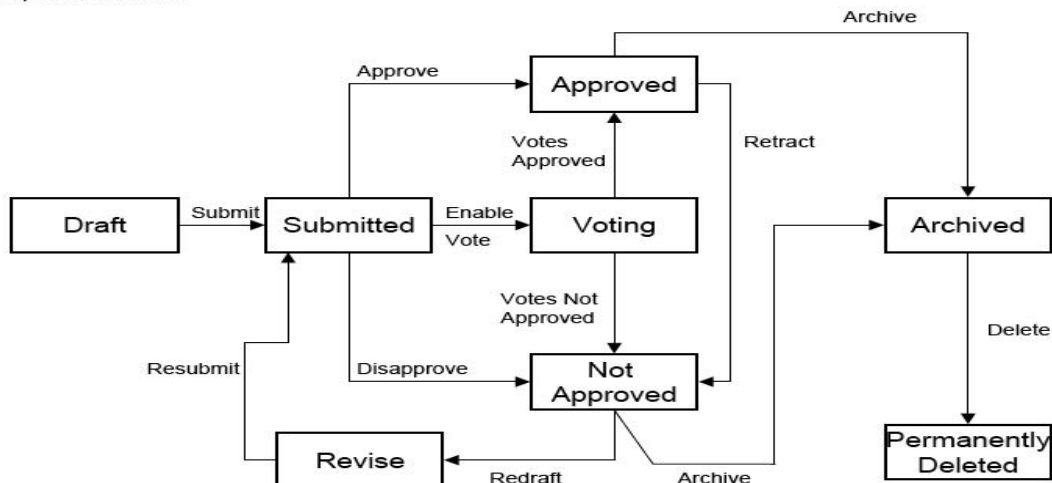 Archive
Approve
Approved
Votes
Approved
Retract
Draft
Submit
Submitted
Enable
Vote
Voting
Archived
Votes Not
Approved
Delete
Resubmit
Disapprove
Not
Approved
Revise
Redraft
Archive
Permanently
Deleted